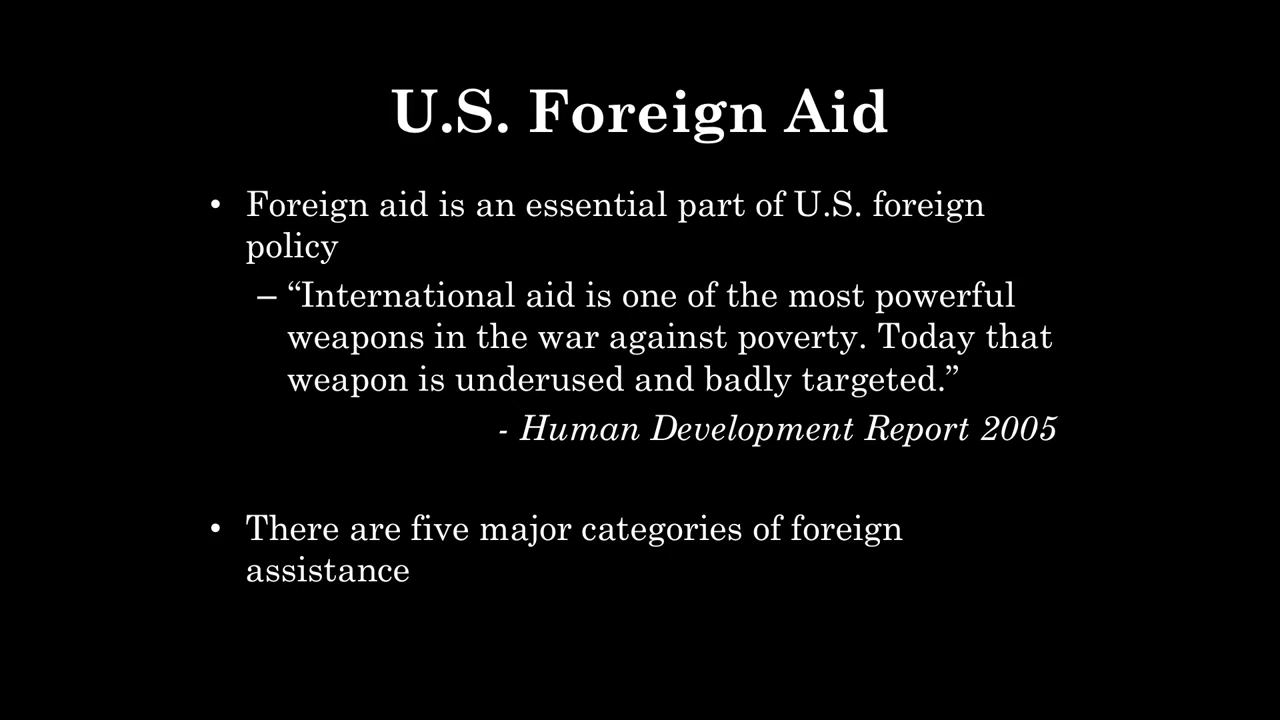 U.S. Foreign Aid
• Foreign aid is an essential part of U.S. foreign
policy
– “International aid is one of the most powerful
weapons in the war against poverty. Today that
weapon is underused and badly targeted.”
- Human Development Report 2005
• There are five major categories of foreign
assistance